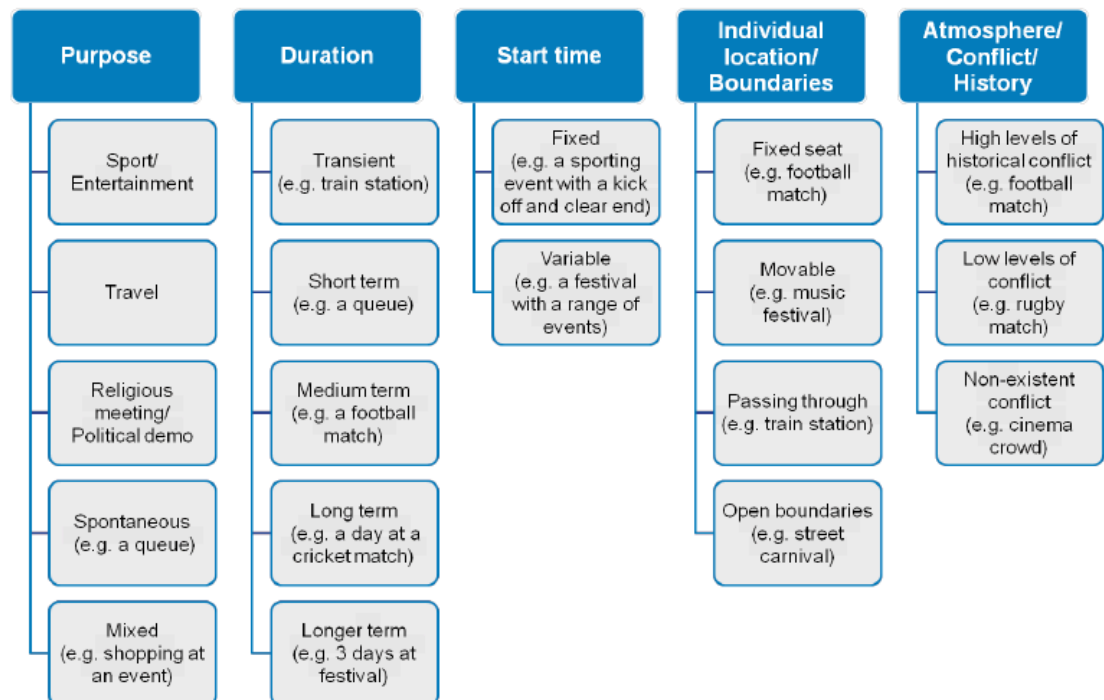 Purpose
Sport/
Entertainment
Travel
Religious
meeting/
Political demo
Spontaneous
(e.g. a queue)
Mixed
(e.g. shopping at
an event)
Duration
Transient
(e.g. train station)
Short term
(e.g. a queue)
Medium term
(e.g. a football
match)
Long term
(e.g. a day at a
cricket match)
Longer term
(e.g. 3 days at
festival)
Start time
Fixed
(e.g. a sporting
event with a kick
off and clear end)
Variable
(e.g. a festival
with a range of
events)
Individual
location/
Boundaries
Fixed seat
(e.g. football
match)
Movable
(e.g. music
festival)
Passing through
(e.g. train station)
Open boundaries
(e.g. street
carnival)
Atmosphere/
Conflict/
History
High levels of
historical conflict
(e.g. football
match)
Low levels of
conflict
(e.g. rugby
match)
Non-existent
conflict
(e.g. cinema
crowd)